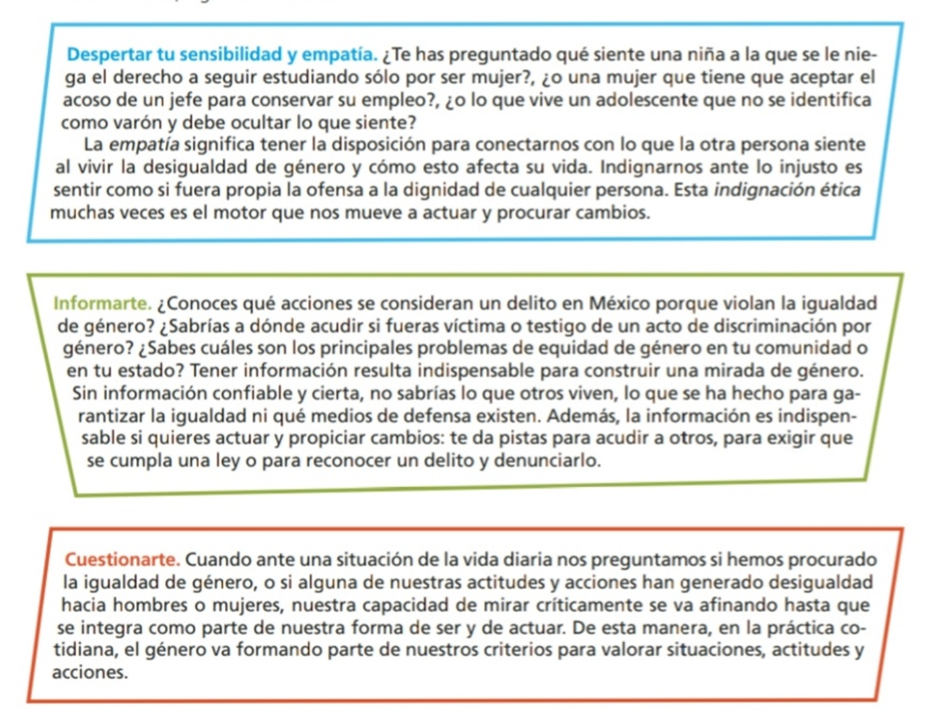 Despertar tu sensibilidad y empatía. ¿Te has preguntado qué siente una niña a la que se le nie-
ga el derecho a seguir estudiando sólo por ser mujer?, ¿o una mujer que tiene que aceptar el
acoso de un jefe para conservar su empleo?, ¿o lo que vive un adolescente que no se identifica
como varón y debe ocultar lo que siente?
La empatía significa tener la disposición para conectarnos con lo que la otra persona siente
al vivir la desigualdad de género y cómo esto afecta su vida. Indignarnos ante lo injusto es
sentir como si fuera propia la ofensa a la dignidad de cualquier persona. Esta indignación ética
muchas veces es el motor que nos mueve a actuar y procurar cambios.
Informarte. ¿Conoces qué acciones se consideran un delito en México porque violan la igualdad
de género? ¿Sabrías a dónde acudir si fueras víctima o testigo de un acto de discriminación por
género? ¿Sabes cuáles son los principales problemas de equidad de género en tu comunidad o
en tu estado? Tener información resulta indispensable para construir una mirada de género.
Sin información confiable y cierta, no sabrías lo que otros viven, lo que se ha hecho para ga-
rantizar la igualdad ni qué medios de defensa existen. Además, la información es indispen-
sable si quieres actuar y propiciar cambios: te da pistas para acudir a otros, para exigir que
se cumpla una ley o para reconocer un delito y denunciarlo.
Cuestionarte. Cuando ante una situación de la vida diaria nos preguntamos si hemos procurado
la igualdad de género, o si alguna de nuestras actitudes y acciones han generado desigualdad
hacia hombres o mujeres, nuestra capacidad de mirar críticamente se va afinando hasta que
se integra como parte de nuestra forma de ser y de actuar. De esta manera, en la práctica co-
tidiana, el género va formando parte de nuestros criterios para valorar situaciones, actitudes y
acciones.